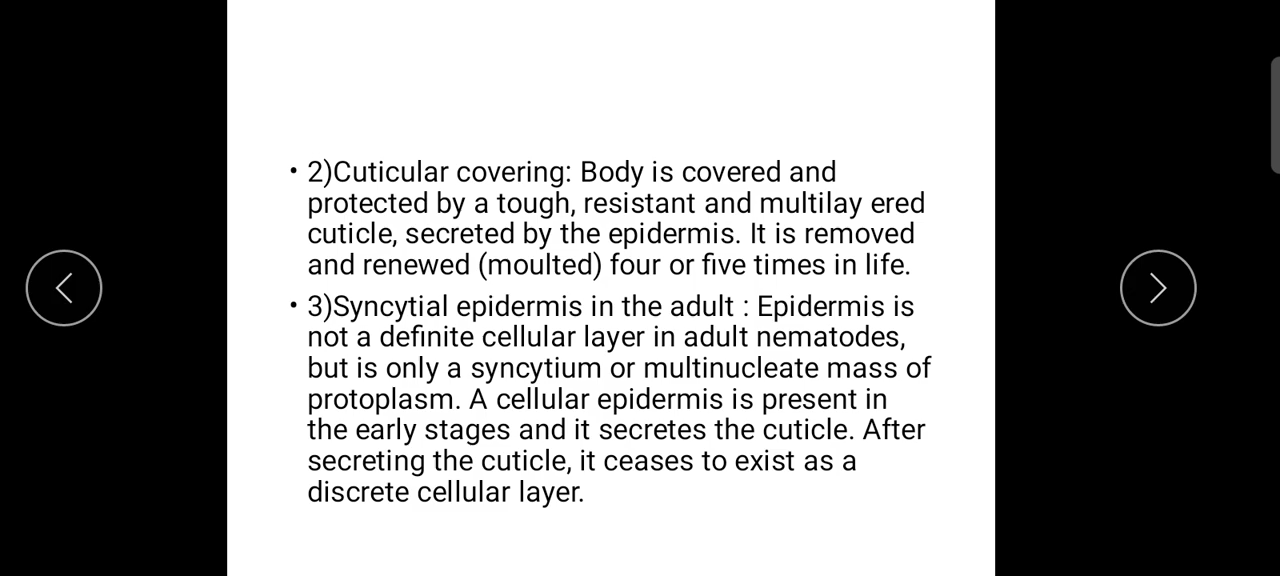 • 2)Cuticular covering: Body is covered and
protected by a tough, resistant and multilay ered
cuticle, secreted by the epidermis. It is removed
and renewed (moulted) four or five times in life.
• 3)Syncytial epidermis in the adult : Epidermis is
not a definite cellular layer in adult nematodes,
but is only a syncytium or multinucleate mass of
protoplasm. A cellular epidermis is present in
the early stages and it secretes the cuticle. After
secreting the cuticle, it ceases to exist as a
discrete cellular layer.